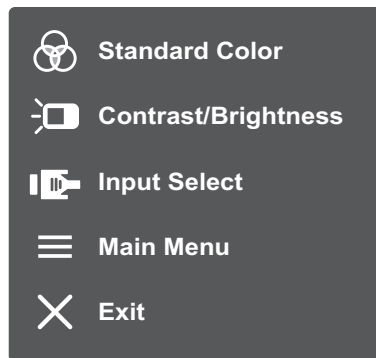 Standard Color
Contrast/Brightness
Input Select
Main Menu
Exit